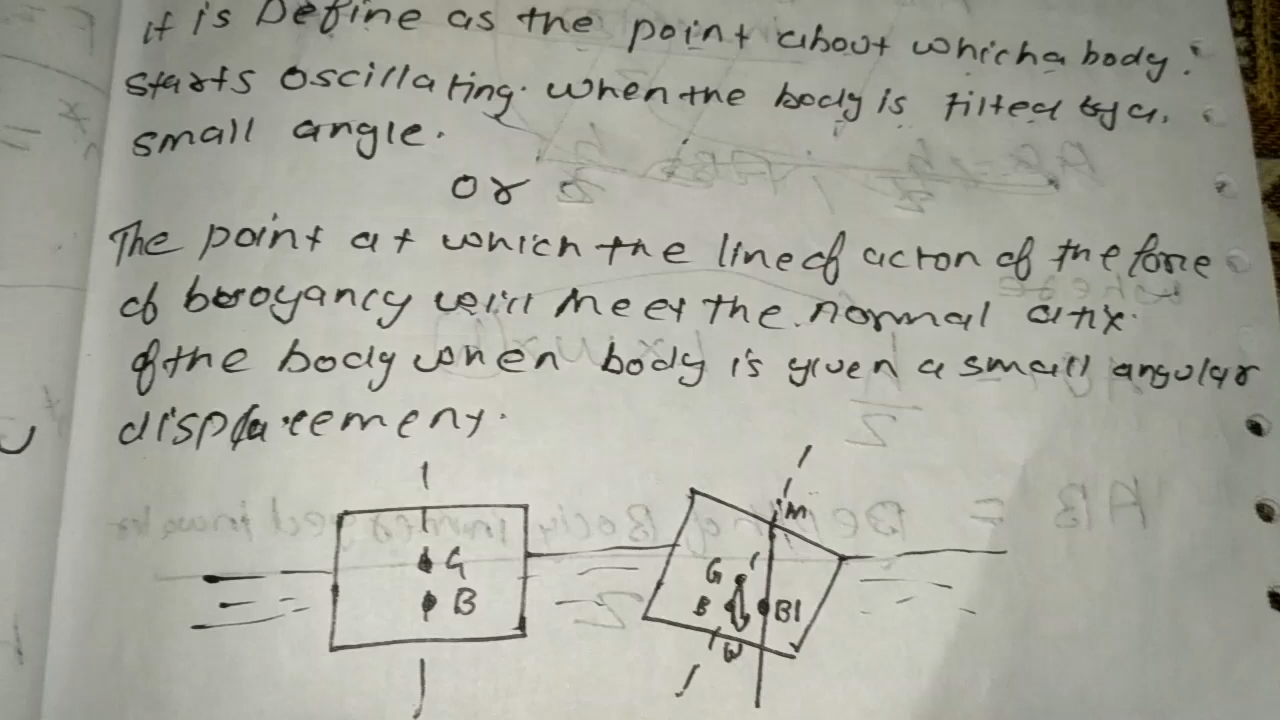 it is Define as the point about which a body
starts oscillating. when the body is tilted by a
small angle.
or
The point at which the line of acton of the force
of buoyancy will meet the normal
of the body when body is given a small angular
displacement.
G
B
M
G
B
B1
W